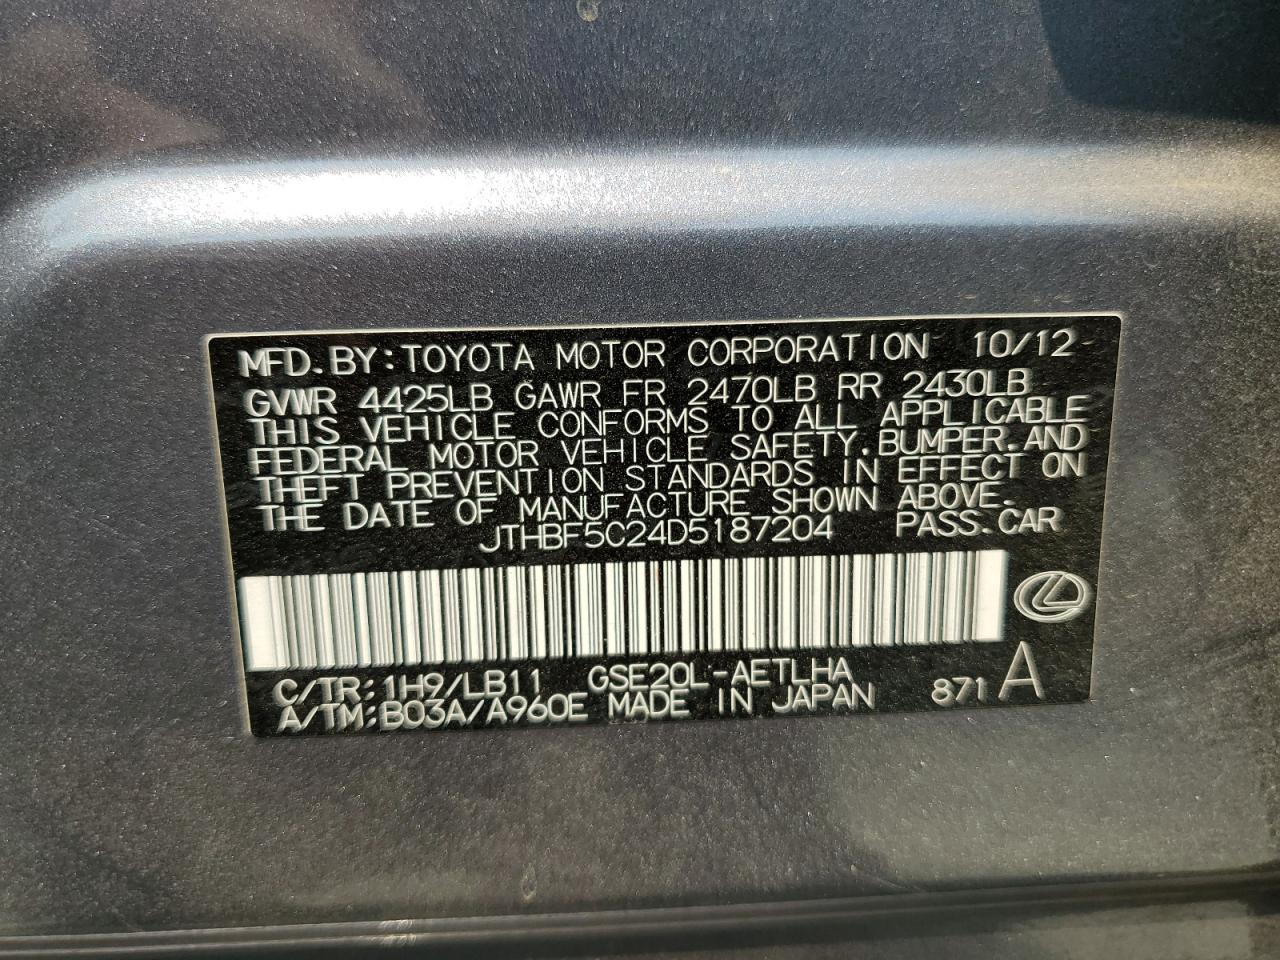 MFD. BY: TOYOTA MOTOR CORPORATION 10/12
GVWR 4425LB GAWR FR 2470LB RR 2430LB
THIS VEHICLE CONFORMS TO ALL APPLICABLE
FEDERAL MOTOR VEHICLE SAFETY, BUMPER, AND
THEFT PREVENTION STANDARDS IN EFFECT ON
THE DATE OF MANUFACTURE SHOWN ABOVE.
JTHBF5C24D5187204 PASS. CAR
C/TR: 1H9/LB11 GSE20L-AETLHA
A/TM: B03A/A960E MADE IN JAPAN 871 A